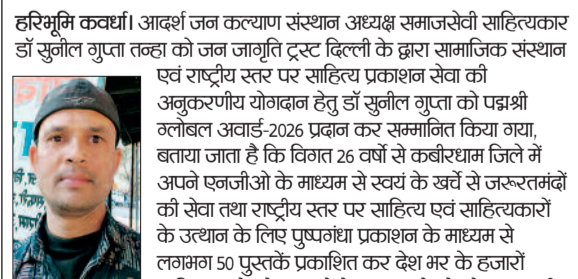 हरिभूमि कवर्धा। आदर्श जन कल्याण संस्थान अध्यक्ष समाजसेवी साहित्यकार
डॉ सुनील गुप्ता तन्हा को जन जागृति ट्रस्ट दिल्ली के द्वारा सामाजिक संस्थान
एवं राष्ट्रीय स्तर पर साहित्य प्रकाशन सेवा की
अनुकरणीय योगदान हेतु डॉ सुनील गुप्ता को पद्मश्री
ग्लोबल अवार्ड-2026 प्रदान कर सम्मानित किया गया,
बताया जाता है कि विगत 26 वर्षो से कबीरधाम जिले में
अपने एनजीओ के माध्यम से स्वयं के खर्चे से जरूरतमंदों
की सेवा तथा राष्ट्रीय स्तर पर साहित्य एवं साहित्यकारों
के उत्थान के लिए पुष्पगंधा प्रकाशन के माध्यम से
लगभग 50 पुस्तकें प्रकाशित कर देश भर के हजारों